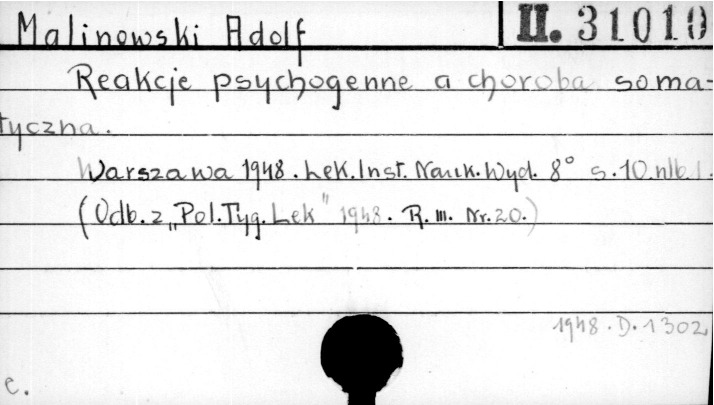 Malinowski Adolf II. 31010
Reakcje psychogenne a choroba soma-
tyczna.
Warszawa 1948. Lek. Inst. Nauk. Wyd. 8° s. 10. nlb. 1.
(Odb. z „Pol. Tyg. Lek" 1948. R. III. Nr. 20.)
1948. D. 1302
e.